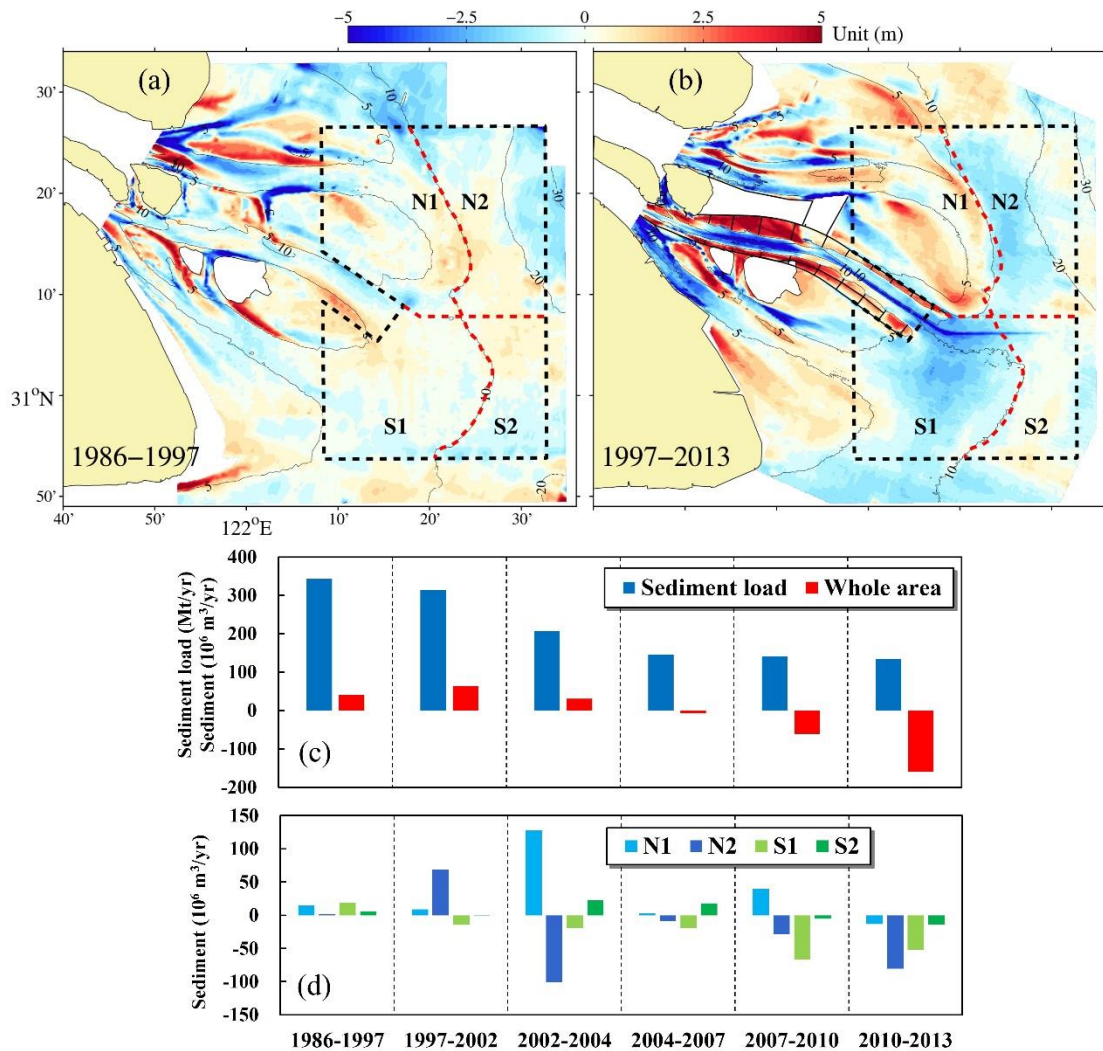 -5 -2.5 0 2.5 5 Unit (m)
(a) (b)
30'
20'
10'
31°N
50'
5 10 30 20 10 5
N1 N2
S1 S2
1986−1997
N1 N2
S1 S2
1997−2013
40' 50' 122°E 10' 20' 30'
Sediment load (Mt/yr)
Sediment (10⁶ m³/yr)
400
300
200
100
0
-100
-200
Sediment load Whole area
(c)
Sediment (10⁶ m³/yr)
150
100
50
0
-50
-100
-150
N1 N2 S1 S2
(d)
1986-1997 1997-2002 2002-2004 2004-2007 2007-2010 2010-2013